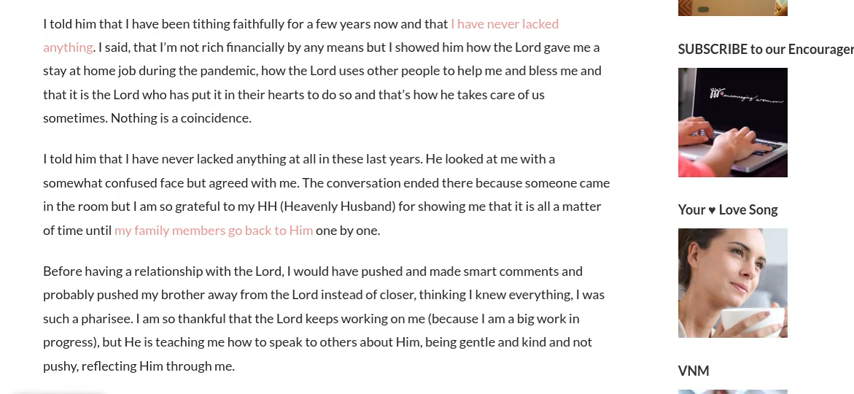 I told him that I have been tithing faithfully for a few years now and that I have never lacked
anything. I said, that I’m not rich financially by any means but I showed him how the Lord gave me a
stay at home job during the pandemic, how the Lord uses other people to help me and bless me and
that it is the Lord who has put it in their hearts to do so and that’s how he takes care of us
sometimes. Nothing is a coincidence.
I told him that I have never lacked anything at all in these last years. He looked at me with a
somewhat confused face but agreed with me. The conversation ended there because someone came
in the room but I am so grateful to my HH (Heavenly Husband) for showing me that it is all a matter
of time until my family members go back to Him one by one.
Before having a relationship with the Lord, I would have pushed and made smart comments and
probably pushed my brother away from the Lord instead of closer, thinking I knew everything, I was
such a pharisee. I am so thankful that the Lord keeps working on me (because I am a big work in
progress), but He is teaching me how to speak to others about Him, being gentle and kind and not
pushy, reflecting Him through me.
SUBSCRIBE to our Encourager
Your ♥ Love Song
VNM